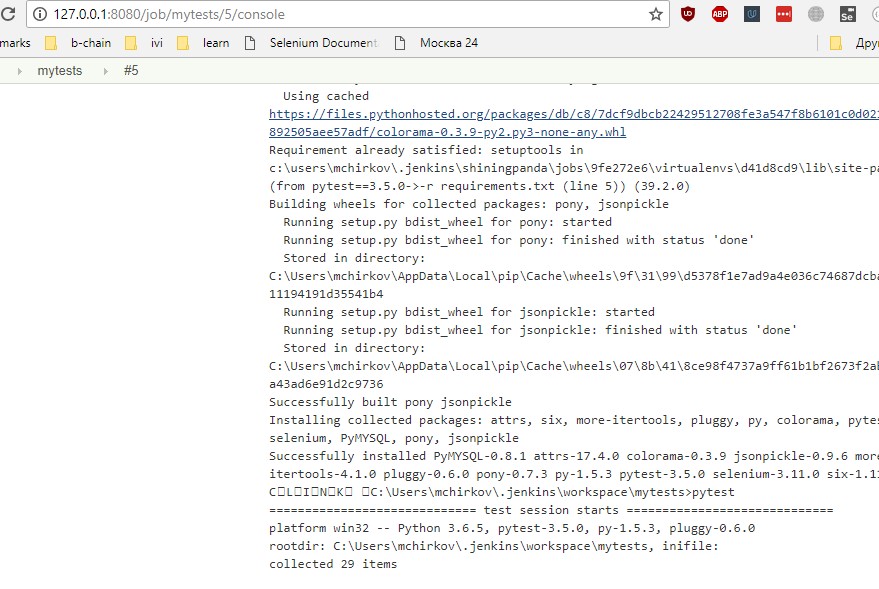 127.0.0.1:8080/job/mytests/5/console
UD ABP Se
marks b-chain ivi learn Selenium Document Москва 24 Дру
mytests #5
Using cached
https://files.pythonhosted.org/packages/db/c8/7dcf9dbcb22429512708fe3a547f8b6101c0d02
892505aee57adf/colorama-0.3.9-py2.py3-none-any.whl
Requirement already satisfied: setuptools in
c:\users\mchirkov\.jenkins\shiningpanda\jobs\9fe272e6\virtualenvs\d41d8cd9\lib\site-pa
(from pytest==3.5.0->-r requirements.txt (line 5)) (39.2.0)
Building wheels for collected packages: pony, jsonpickle
Running setup.py bdist_wheel for pony: started
Running setup.py bdist_wheel for pony: finished with status 'done'
Stored in directory:
C:\Users\mchirkov\AppData\Local\pip\Cache\wheels\9f\31\99\d5378f1e7ad9a4e036c74687dcba
11194191d35541b4
Running setup.py bdist_wheel for jsonpickle: started
Running setup.py bdist_wheel for jsonpickle: finished with status 'done'
Stored in directory:
C:\Users\mchirkov\AppData\Local\pip\Cache\wheels\07\8b\41\8ce98f4737a9ff61b1bf2673f2ab
a43ad6e91d2c9736
Successfully built pony jsonpickle
Installing collected packages: attrs, six, more-itertools, pluggy, py, colorama, pytes
selenium, PyMYSQL, pony, jsonpickle
Successfully installed PyMYSQL-0.8.1 attrs-17.4.0 colorama-0.3.9 jsonpickle-0.9.6 more
itertools-4.1.0 pluggy-0.6.0 pony-0.7.3 py-1.5.3 pytest-3.5.0 selenium-3.11.0 six-1.11
C□L□I□N□K□ □C:\Users\mchirkov\.jenkins\workspace\mytests>pytest
============================= test session starts =============================
platform win32 -- Python 3.6.5, pytest-3.5.0, py-1.5.3, pluggy-0.6.0
rootdir: C:\Users\mchirkov\.jenkins\workspace\mytests, inifile:
collected 29 items